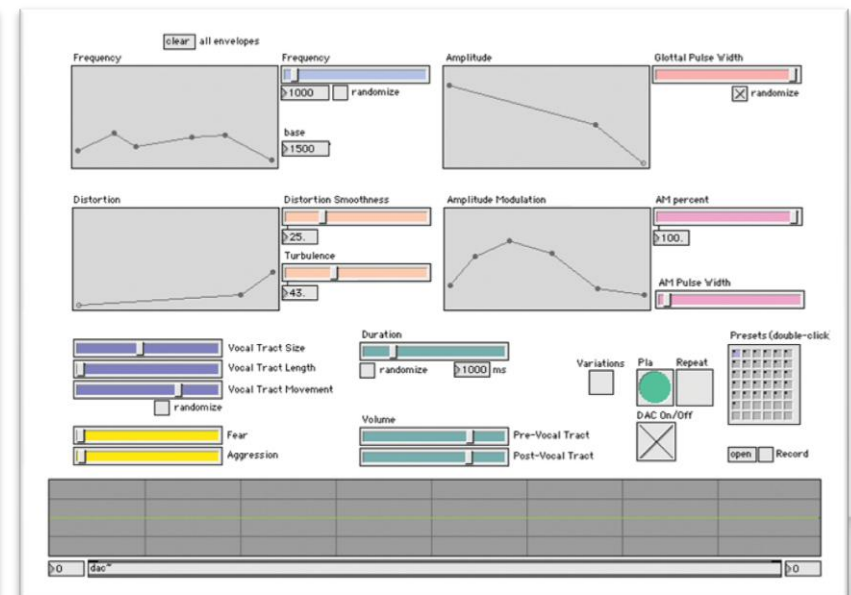 clear all envelopes
Frequency
Frequency
1000 randomize
base
1500
Amplitude
Glottal Pulse Width
randomize
Distortion
Distortion Smoothness
25.
Turbulence
43.
Amplitude Modulation
AM percent
100.
AM Pulse Width
Vocal Tract Size
Vocal Tract Length
Vocal Tract Movement
randomize
Duration
randomize 1000 ms
Variations
Pla
Repeat
Presets (double-click
DAC On/Off
Fear
Aggression
Volume
Pre-Vocal Tract
Post-Vocal Tract
open Record
0
dac~
0